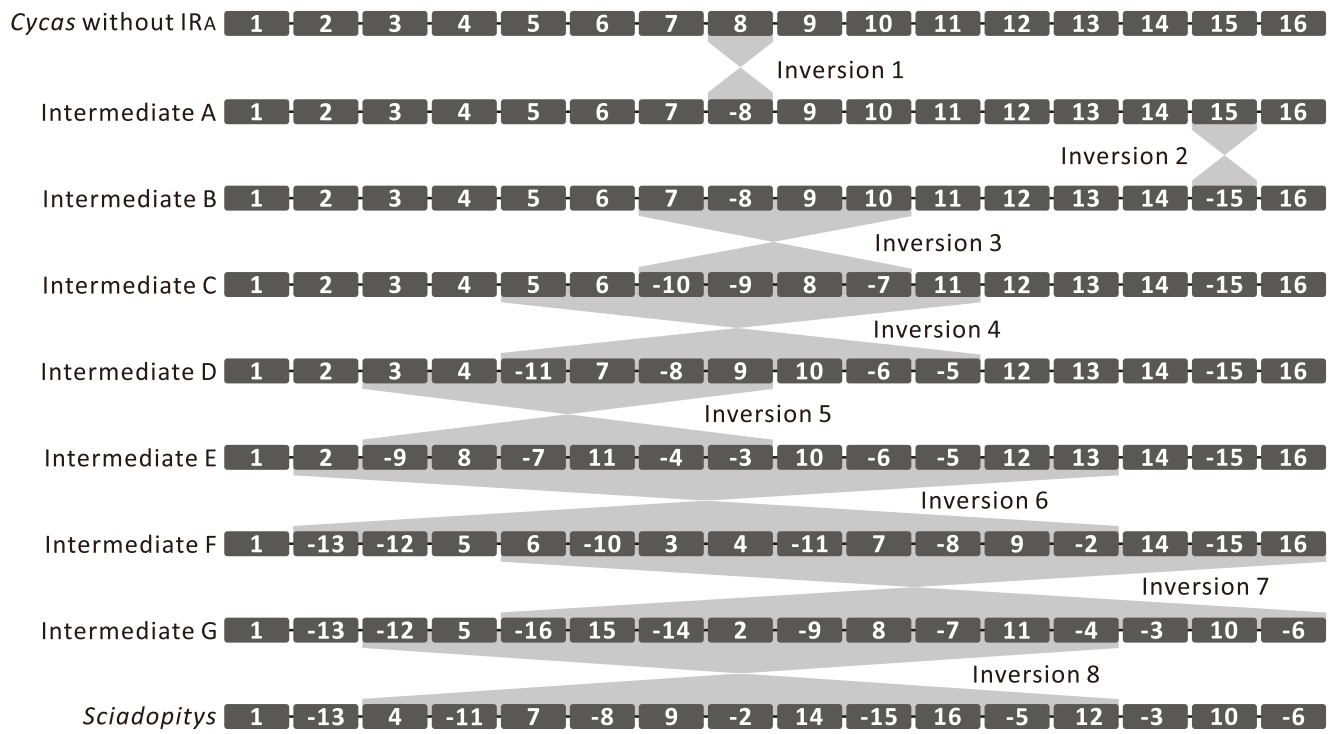 Cycas without IRA 1 2 3 4 5 6 7 8 9 10 11 12 13 14 15 16
Inversion 1
Intermediate A 1 2 3 4 5 6 7 -8 9 10 11 12 13 14 15 16
Inversion 2
Intermediate B 1 2 3 4 5 6 7 -8 9 10 11 12 13 14 -15 16
Inversion 3
Intermediate C 1 2 3 4 5 6 -10 -9 8 -7 11 12 13 14 -15 16
Inversion 4
Intermediate D 1 2 3 4 -11 7 -8 9 10 -6 -5 12 13 14 -15 16
Inversion 5
Intermediate E 1 2 -9 8 -7 11 -4 -3 10 -6 -5 12 13 14 -15 16
Inversion 6
Intermediate F 1 -13 -12 5 6 -10 3 4 -11 7 -8 9 -2 14 -15 16
Inversion 7
Intermediate G 1 -13 -12 5 -16 15 -14 2 -9 8 -7 11 -4 -3 10 -6
Inversion 8
Sciadopitys 1 -13 4 -11 7 -8 9 -2 14 -15 16 -5 12 -3 10 -6